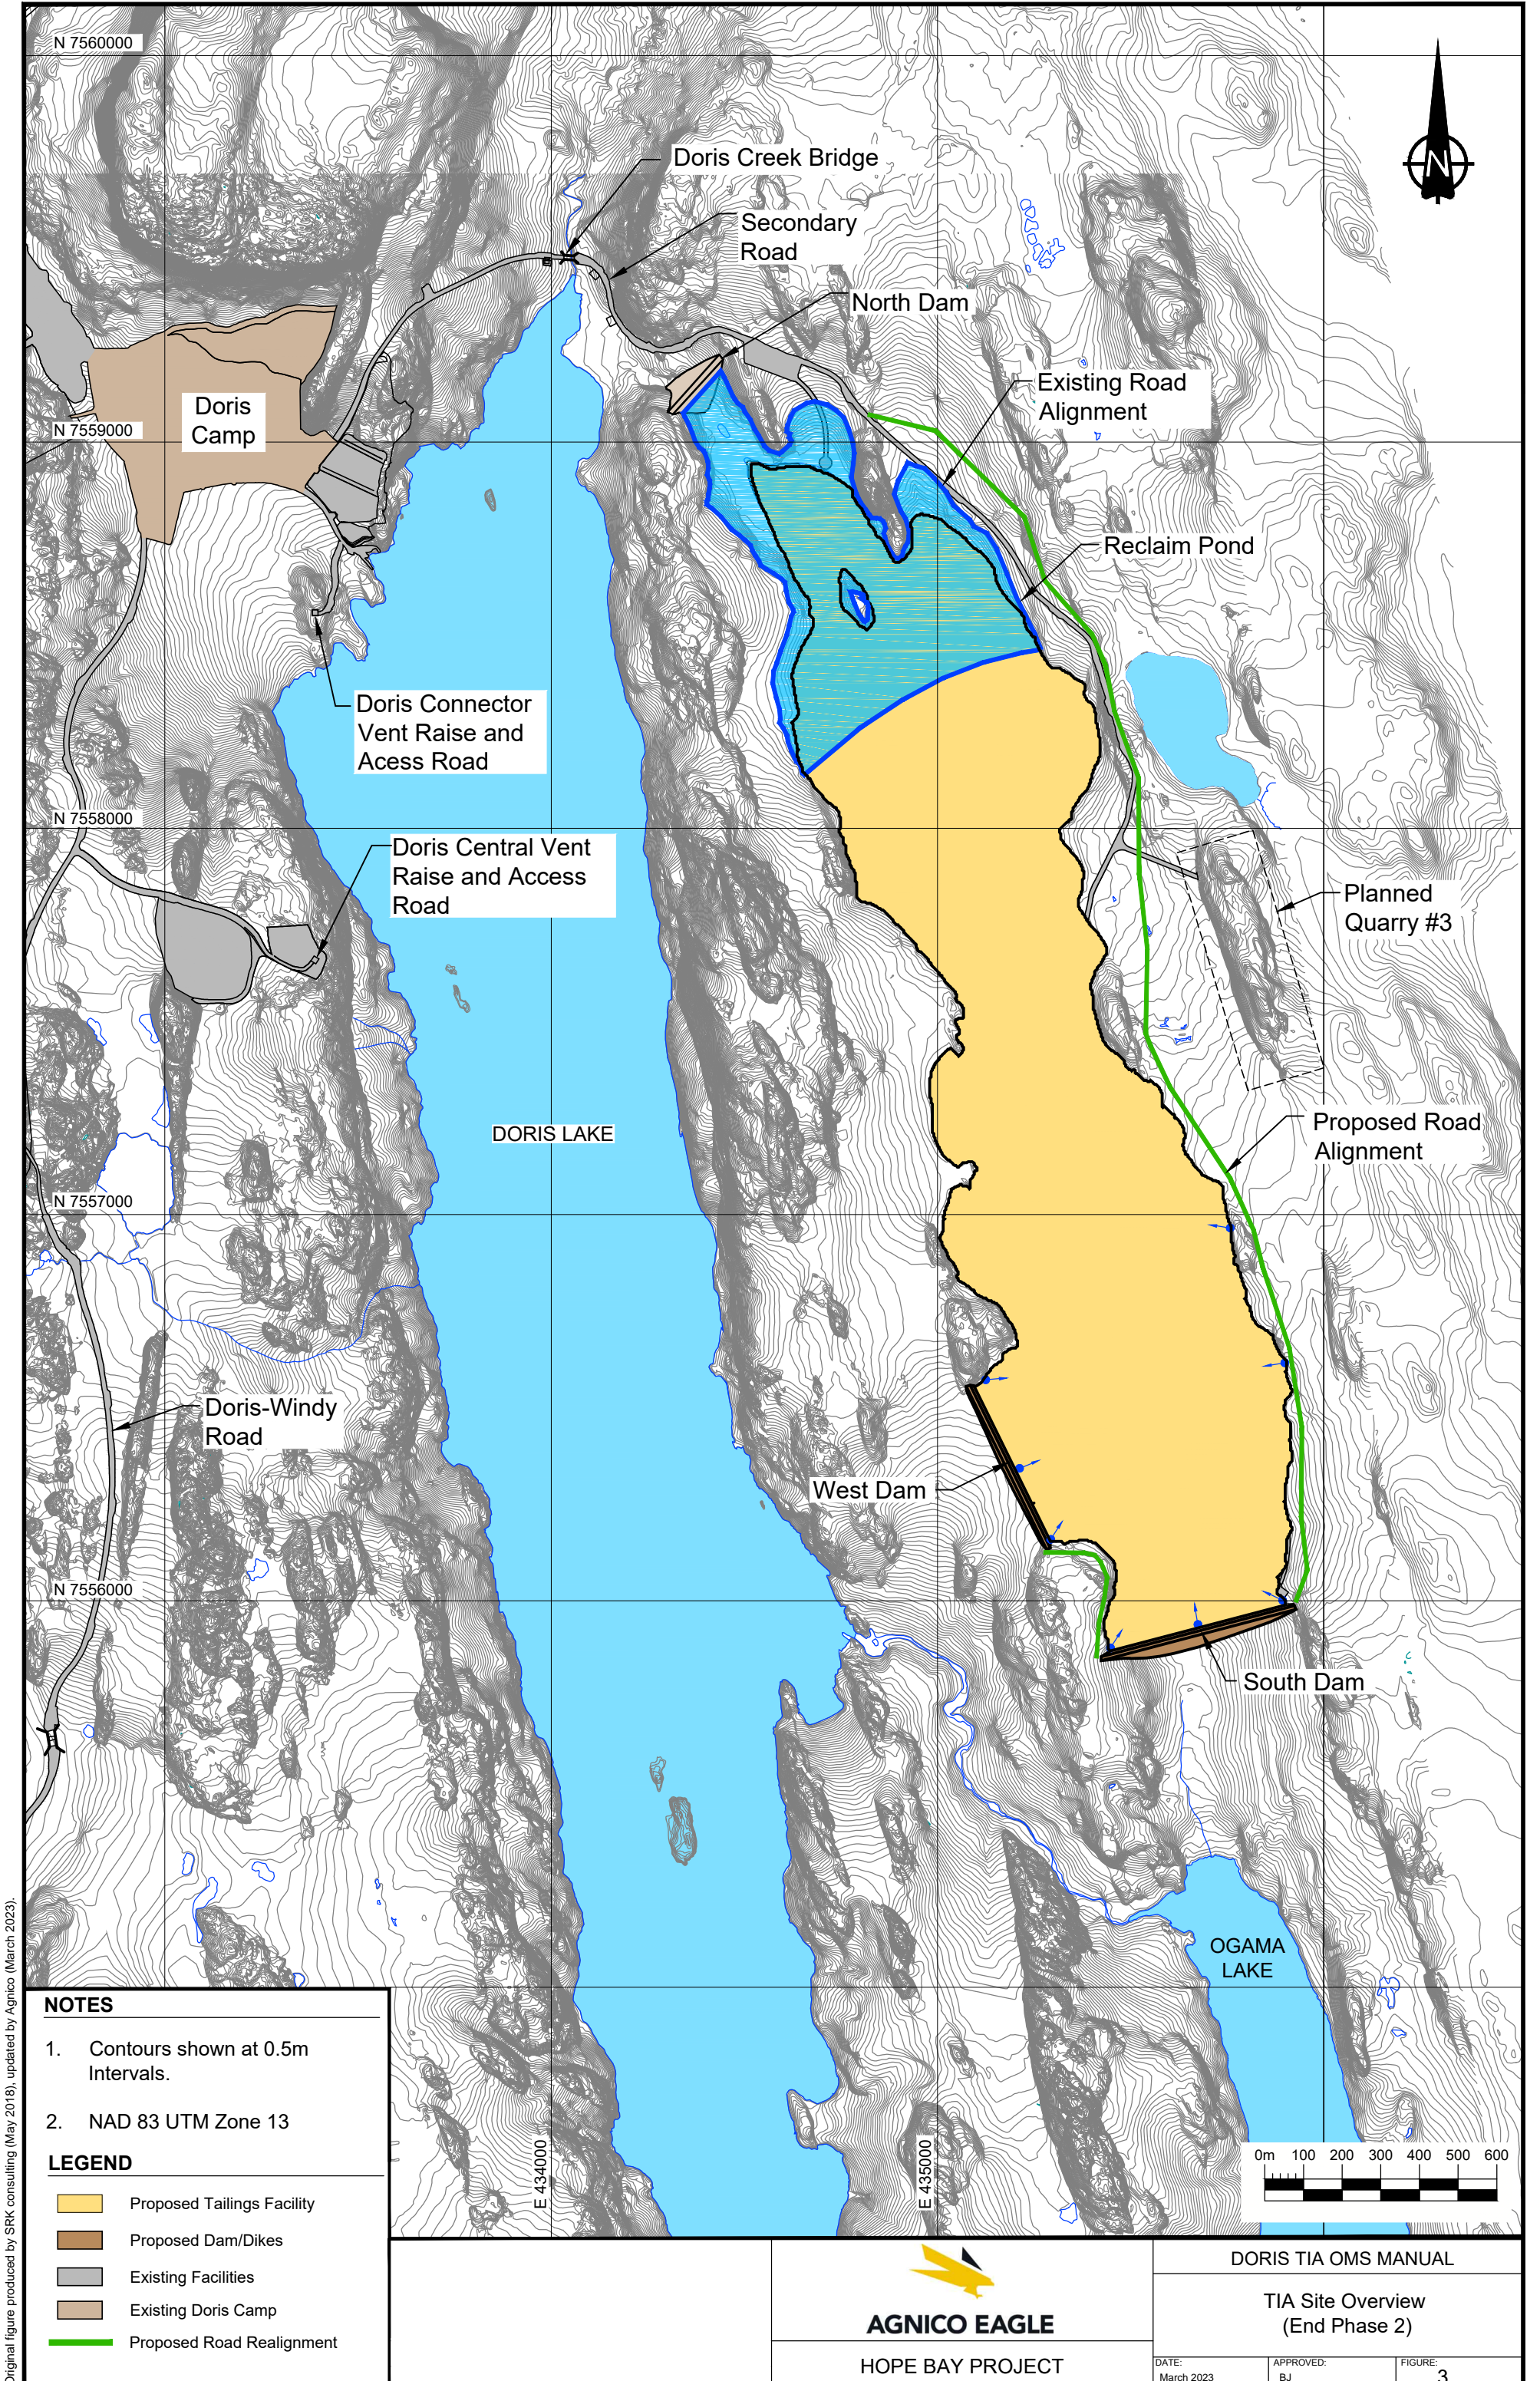 N 7560000
Doris Creek Bridge
N
Secondary
Road
North Dam
Existing Road
Alignment
Doris
Camp
N 7559000
Reclaim Pond
Doris Connector
Vent Raise and
Acess Road
N 7558000
Doris Central Vent
Raise and Access
Road
Planned
Quarry #3
DORIS LAKE
Proposed Road
Alignment
N 7557000
Doris-Windy
Road
West Dam
N 7556000
South Dam
OGAMA
LAKE
E 434000
E 435000
0m 100 200 300 400 500 600
Original figure produced by SRK consulting (May 2018), updated by Agnico (March 2023).
NOTES
1. Contours shown at 0.5m
Intervals.
2. NAD 83 UTM Zone 13
LEGEND
Proposed Tailings Facility
Proposed Dam/Dikes
Existing Facilities
Existing Doris Camp
Proposed Road Realignment
AGNICO EAGLE
HOPE BAY PROJECT
DORIS TIA OMS MANUAL
TIA Site Overview
(End Phase 2)
DATE:
March 2023
APPROVED:
BJ
FIGURE:
3